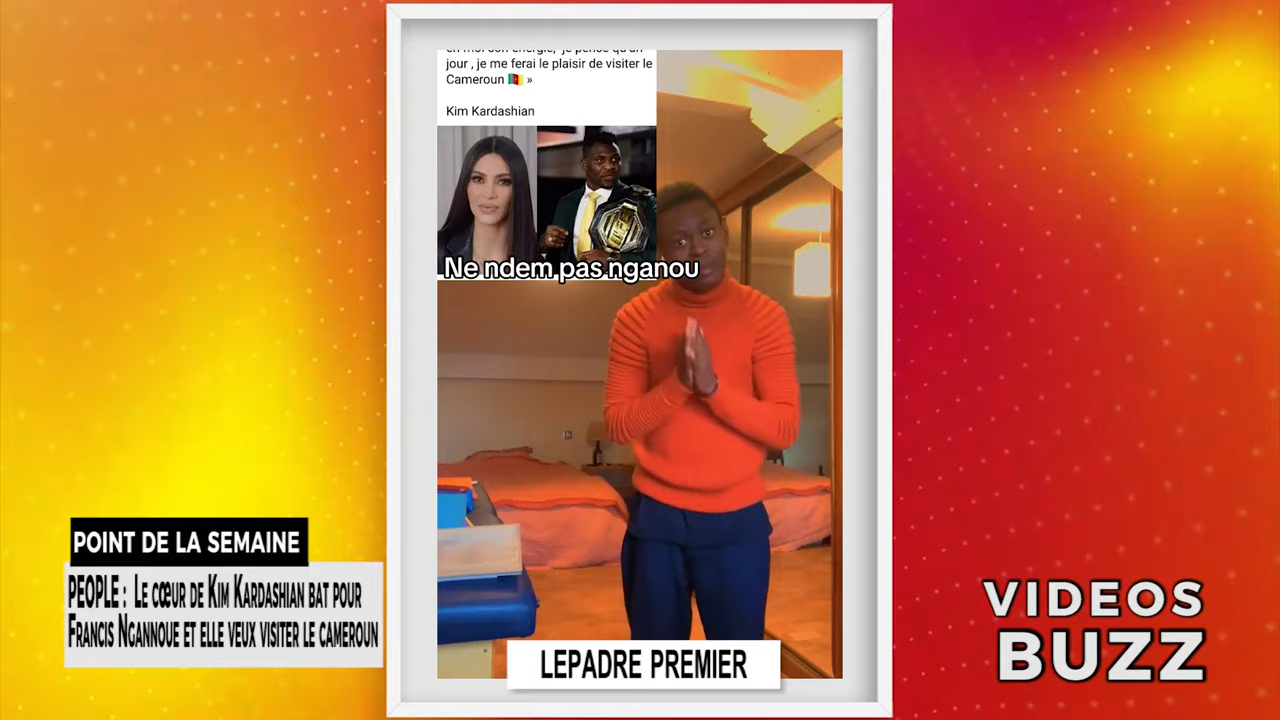 jour , je me ferai le plaisir de visiter le
Cameroun 🇨🇲 »
Kim Kardashian
Ne ndem pas nganou
POINT DE LA SEMAINE
PEOPLE : LE CŒUR DE KIM KARDASHIAN BAT POUR
FRANCIS NGANNOUE ET ELLE VEUX VISITER LE CAMEROUN
LEPADRE PREMIER
VIDEOS
BUZZ